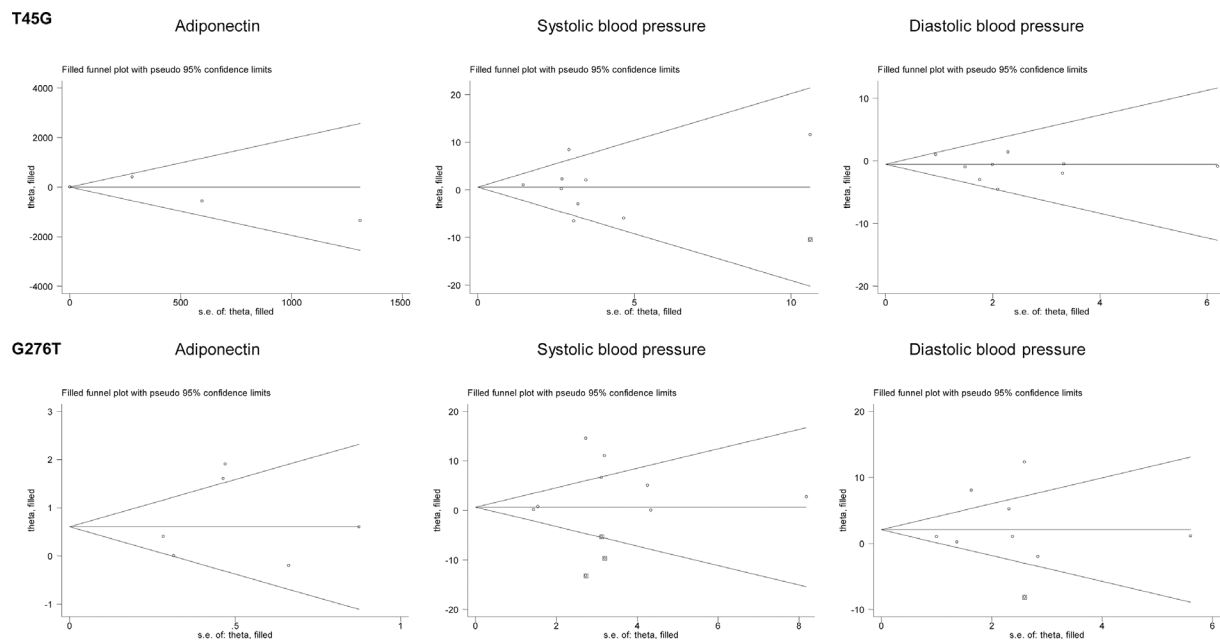 T45G
Adiponectin
Systolic blood pressure
Diastolic blood pressure
Filled funnel plot with pseudo 95% confidence limits
4000
2000
0
-2000
-4000
theta, filled
0
500
1000
1500
s.e. of: theta, filled
Filled funnel plot with pseudo 95% confidence limits
20
10
0
-10
-20
theta, filled
0
5
10
s.e. of: theta, filled
Filled funnel plot with pseudo 95% confidence limits
10
0
-10
-20
theta, filled
0
2
4
6
s.e. of: theta, filled
G276T
Adiponectin
Systolic blood pressure
Diastolic blood pressure
Filled funnel plot with pseudo 95% confidence limits
3
2
1
0
-1
theta, filled
0
.5
1
s.e. of: theta, filled
Filled funnel plot with pseudo 95% confidence limits
20
10
0
-10
-20
theta, filled
0
2
4
6
8
s.e. of: theta, filled
Filled funnel plot with pseudo 95% confidence limits
20
10
0
-10
theta, filled
0
2
4
6
s.e. of: theta, filled